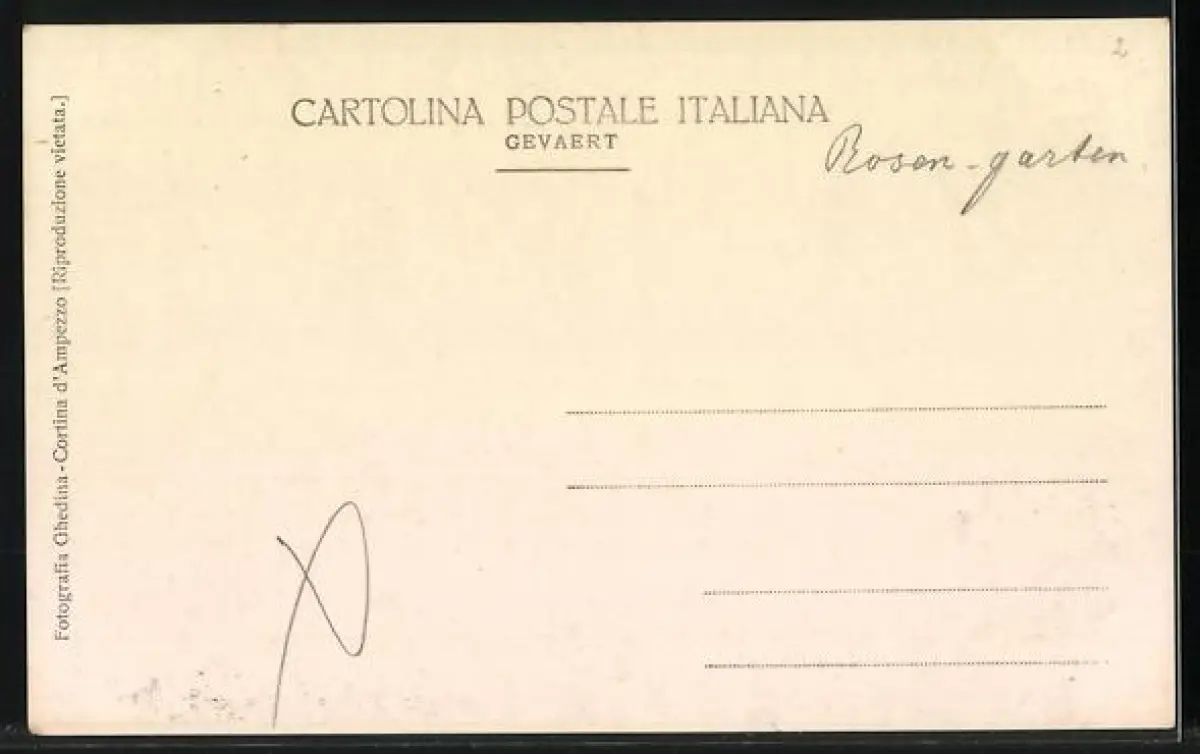 2
CARTOLINA POSTALE ITALIANA
GEVAERT
Rosen-garten
Fotografia Ghedina - Cortina d'Ampezzo [Riproduzione vietata.]